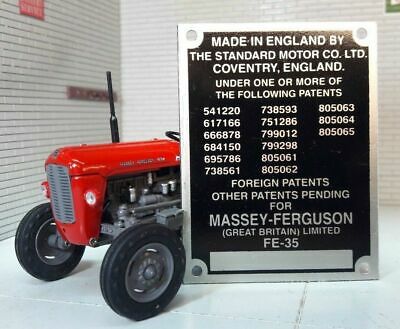 MADE IN ENGLAND BY
THE STANDARD MOTOR CO. LTD.
COVENTRY, ENGLAND.
UNDER ONE OR MORE OF
THE FOLLOWING PATENTS
541220 738593 805063
617166 751286 805064
666878 799012 805065
684150 799298
695786 805061
738561 805062
FOREIGN PATENTS
OTHER PATENTS PENDING
FOR
MASSEY-FERGUSON
(GREAT BRITAIN) LIMITED
FE-35
MASSEY-FERGUSON